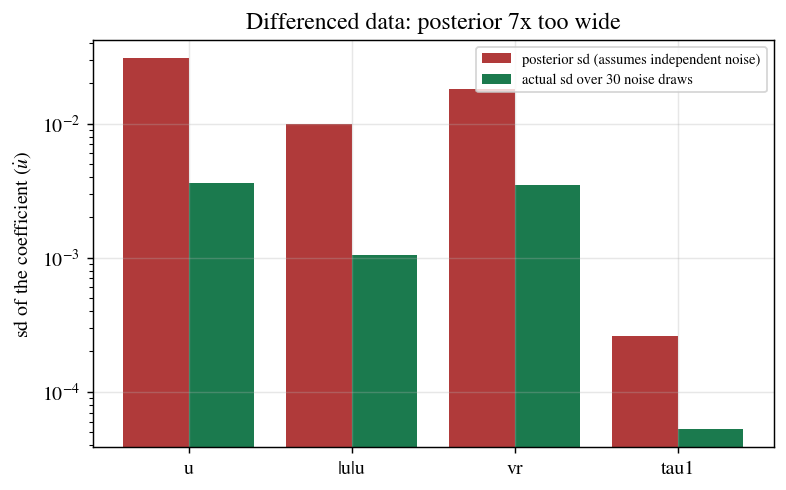 Differenced data: posterior 7x too wide
posterior sd (assumes independent noise)
actual sd over 30 noise draws
sd of the coefficient (u̇)
10⁻²
10⁻³
10⁻⁴
u
|u|u
vr
tau1